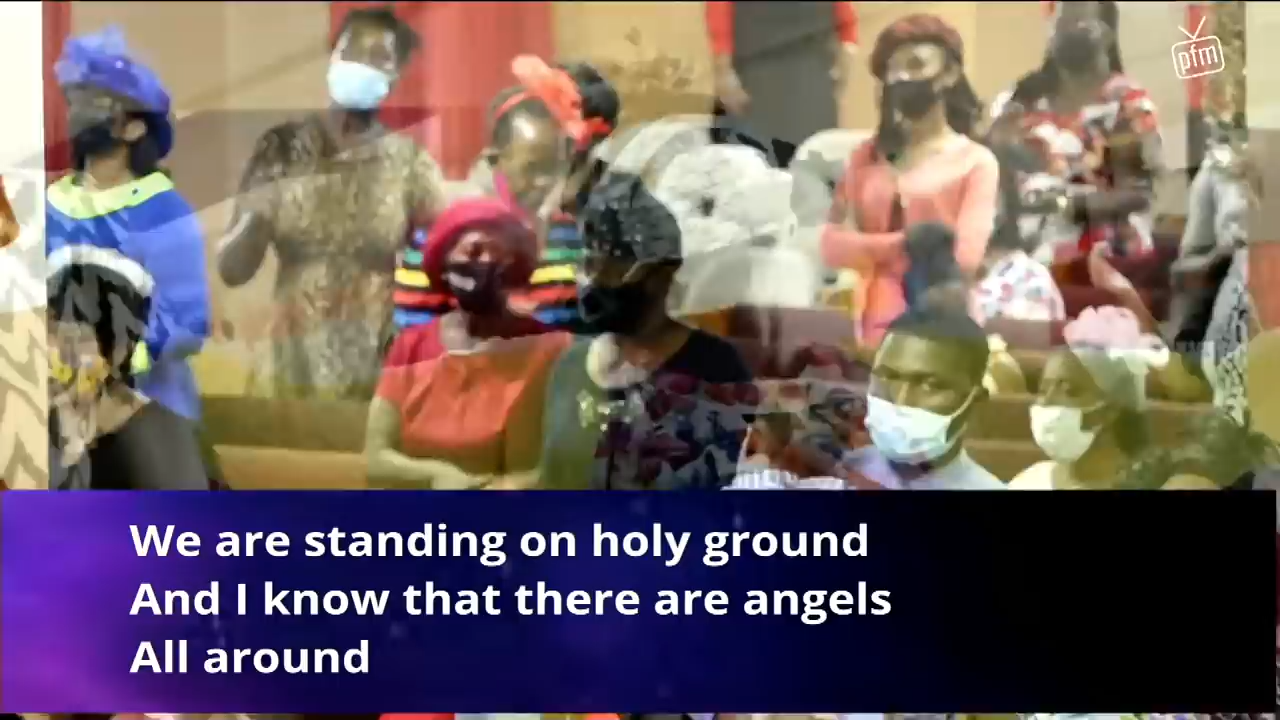 pfm
We are standing on holy ground
And I know that there are angels
All around